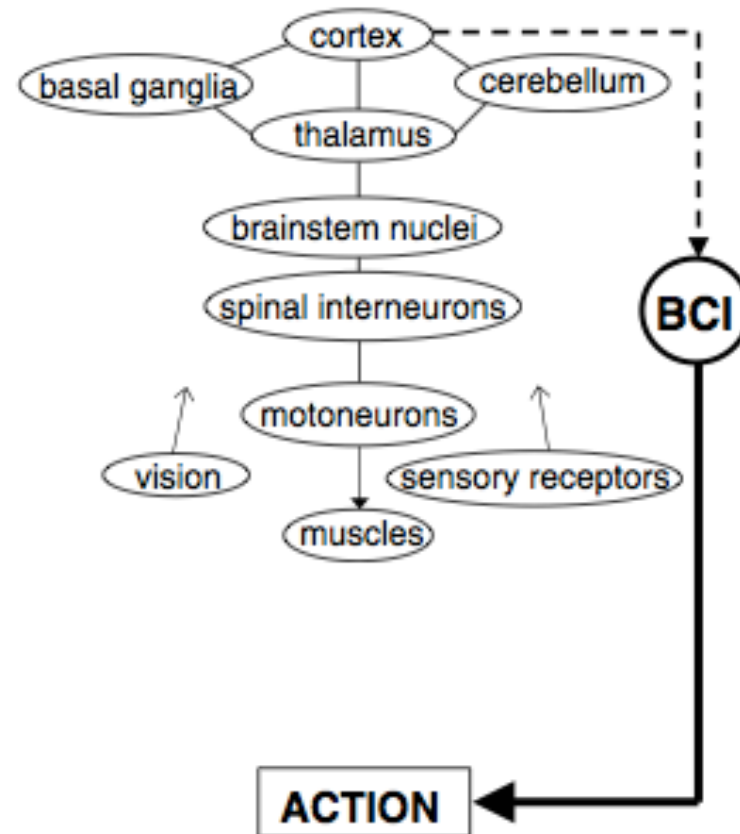 cortex
basal ganglia
cerebellum
thalamus
brainstem nuclei
spinal interneurons
BCI
motoneurons
vision
sensory receptors
muscles
ACTION